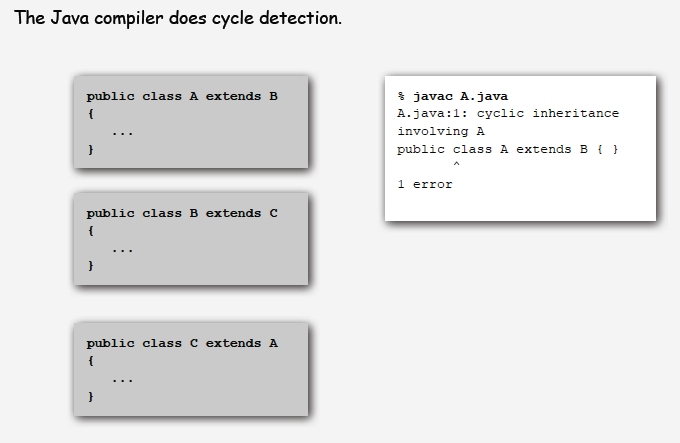 The Java compiler does cycle detection.
public class A extends B
{
...
}
public class B extends C
{
...
}
public class C extends A
{
...
}
% javac A.java
A.java:1: cyclic inheritance
involving A
public class A extends B { }
^
1 error